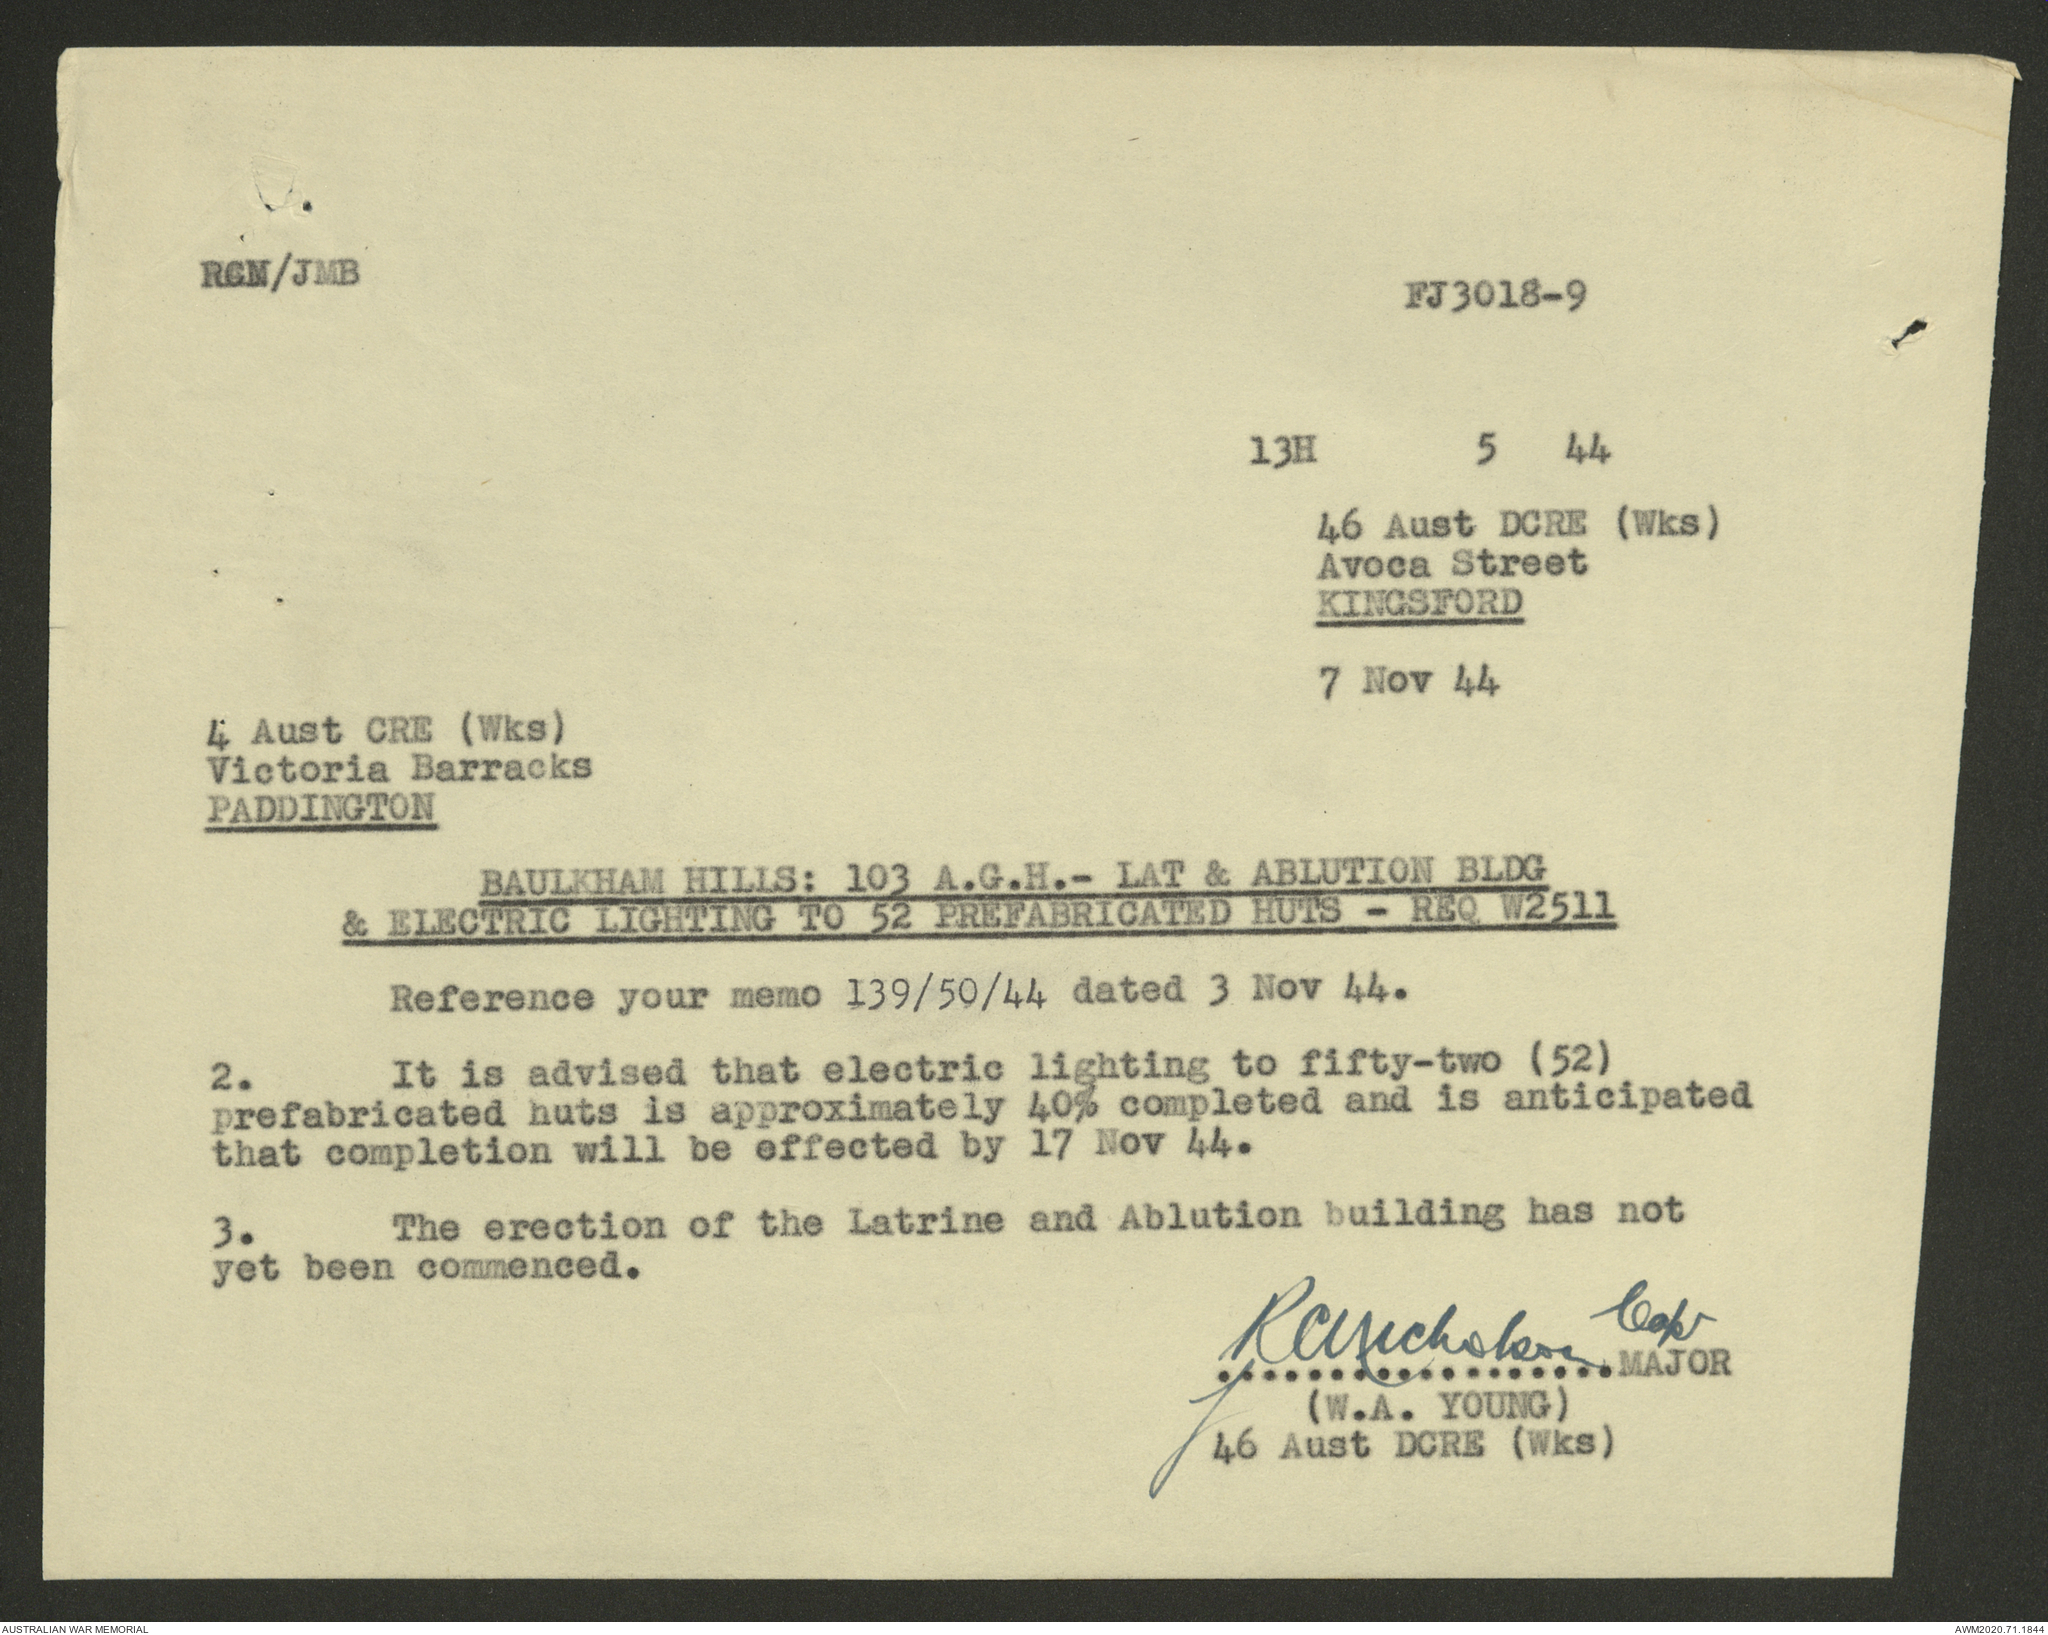 RGN/JMB
FJ3018-9
13H 5 44
46 Aust DCRE (Wks)
Avoca Street
KINGSFORD
7 Nov 44
4 Aust CRE (Wks)
Victoria Barracks
PADDINGTON
BAULKHAM HILLS: 103 A.G.H.- LAT & ABLUTION BLDG
& ELECTRIC LIGHTING TO 52 PREFABRICATED HUTS - REQ W2511
Reference your memo 139/50/44 dated 3 Nov 44.
2. It is advised that electric lighting to fifty-two (52)
prefabricated huts is approximately 40% completed and is anticipated
that completion will be effected by 17 Nov 44.
3. The erection of the Latrine and Ablution building has not
yet been commenced.
Nicholson Cap
.................MAJOR
(W.A. YOUNG)
46 Aust DCRE (Wks)
AUSTRALIAN WAR MEMORIAL
AWM2020.71.1844